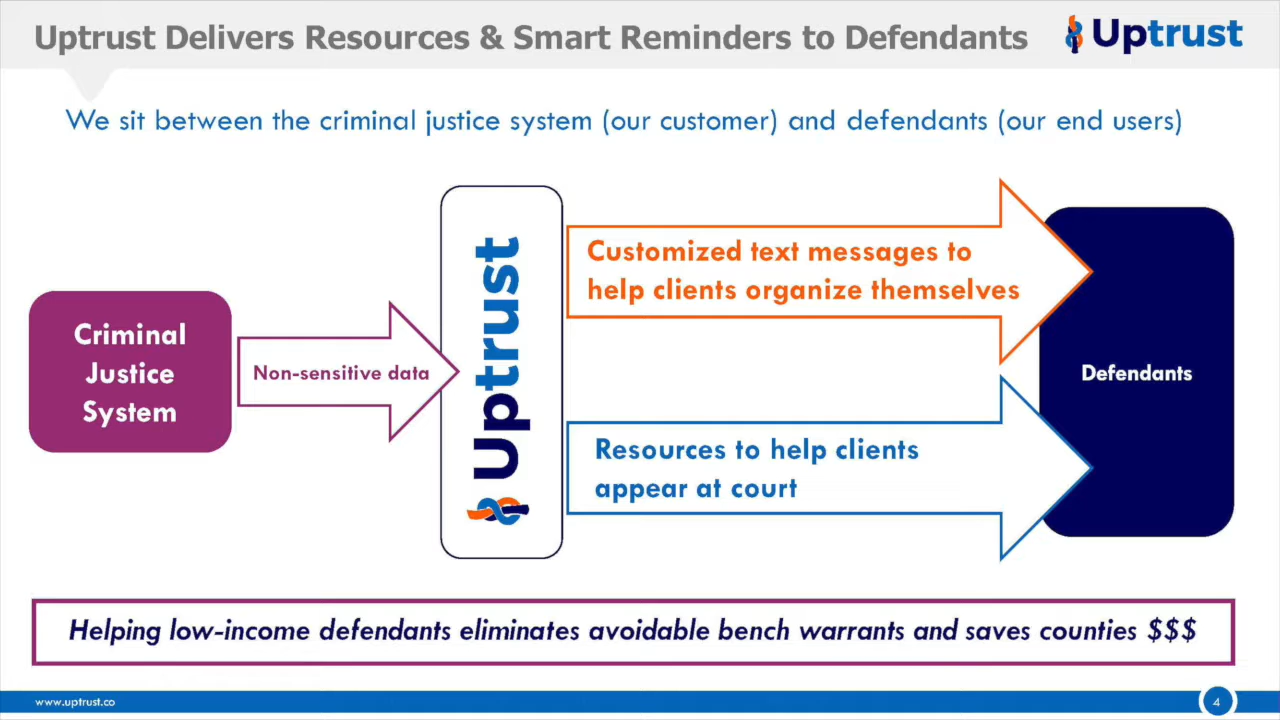 Uptrust Delivers Resources & Smart Reminders to Defendants
Uptrust
We sit between the criminal justice system (our customer) and defendants (our end users)
Criminal
Justice
System
Non-sensitive data
Uptrust
Customized text messages to
help clients organize themselves
Resources to help clients
appear at court
Defendants
Helping low-income defendants eliminates avoidable bench warrants and saves counties $$$
www.uptrust.co
4